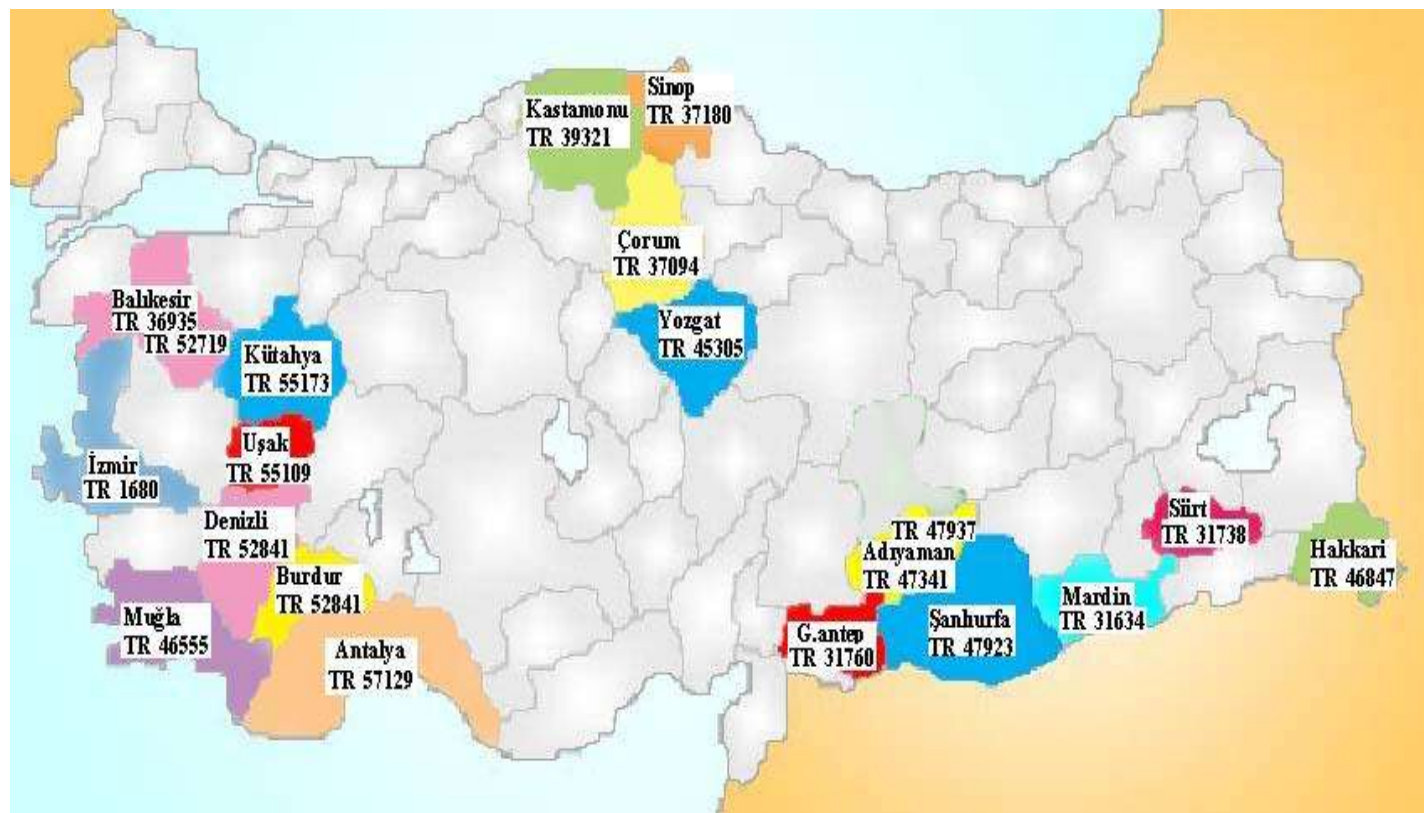 Sinop
TR 37180
Kastamonu
TR 39321
Çorum
TR 37094
Balıkesir
TR 36935
TR 52719
Yozgat
TR 45305
Kütahya
TR 55173
Uşak
TR 55109
İzmir
TR 1680
Denizli
TR 52841
Burdur
TR 52841
Muğla
TR 46555
Antalya
TR 57129
TR 47937
Adıyaman
TR 47341
G.antep
TR 31760
Şanhurfa
TR 47923
Mardin
TR 31634
Siirt
TR 31738
Hakkari
TR 46847